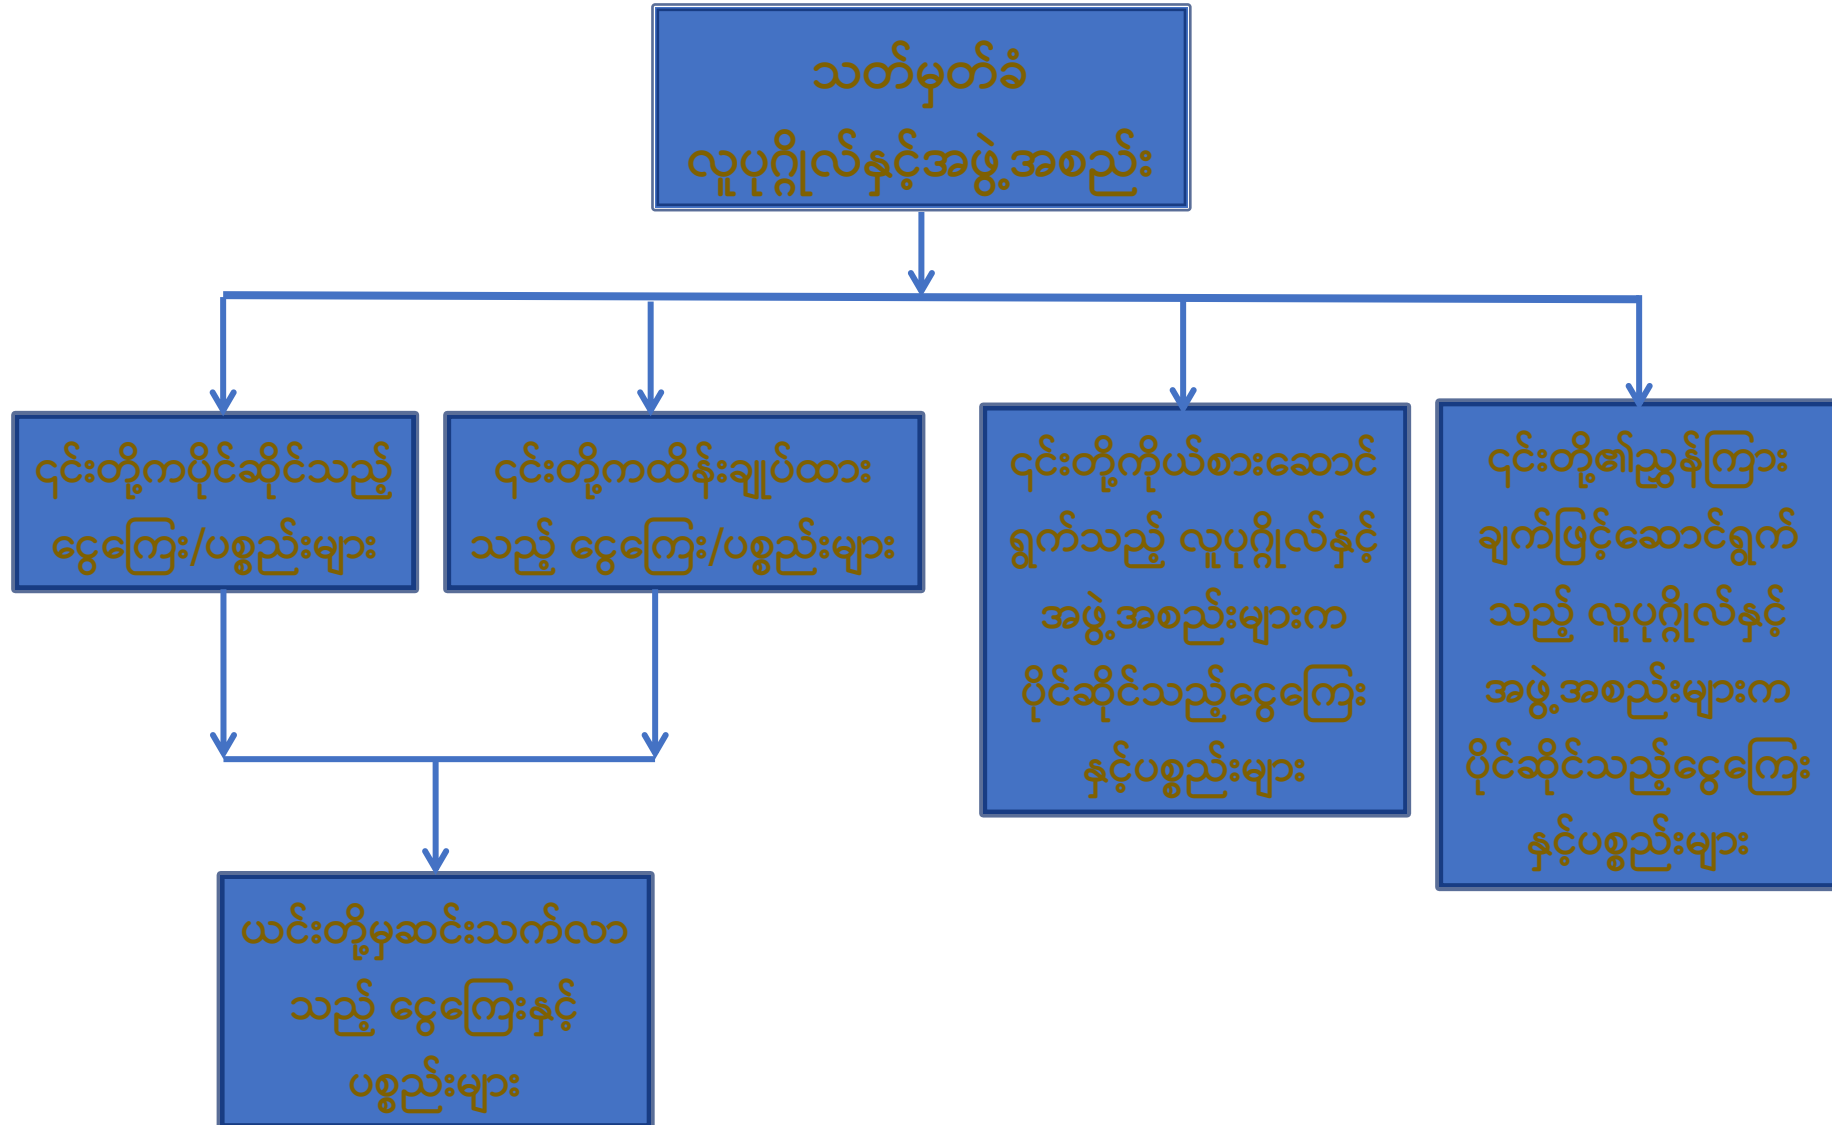 သတ်မှတ်ခံ
လူပုဂ္ဂိုလ်နှင့်အဖွဲ့အစည်း
၎င်းတို့ကပိုင်ဆိုင်သည့်
ငွေကြေး/ပစ္စည်းများ
၎င်းတို့ကထိန်းချုပ်ထား
သည့် ငွေကြေး/ပစ္စည်းများ
၎င်းတို့ကိုယ်စားဆောင်
ရွက်သည့် လူပုဂ္ဂိုလ်နှင့်
အဖွဲ့အစည်းများက
ပိုင်ဆိုင်သည့်ငွေကြေး
နှင့်ပစ္စည်းများ
၎င်းတို့၏ညွှန်ကြား
ချက်ဖြင့်ဆောင်ရွက်
သည့် လူပုဂ္ဂိုလ်နှင့်
အဖွဲ့အစည်းများက
ပိုင်ဆိုင်သည့်ငွေကြေး
နှင့်ပစ္စည်းများ
ယင်းတို့မှဆင်းသက်လာ
သည့် ငွေကြေးနှင့်
ပစ္စည်းများ